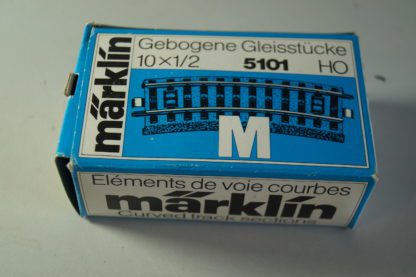 märklin
Gebogene Gleisstücke
10 x 1/2 5101 HO
M
Eléments de voie courbes
märklin
Curved track sections